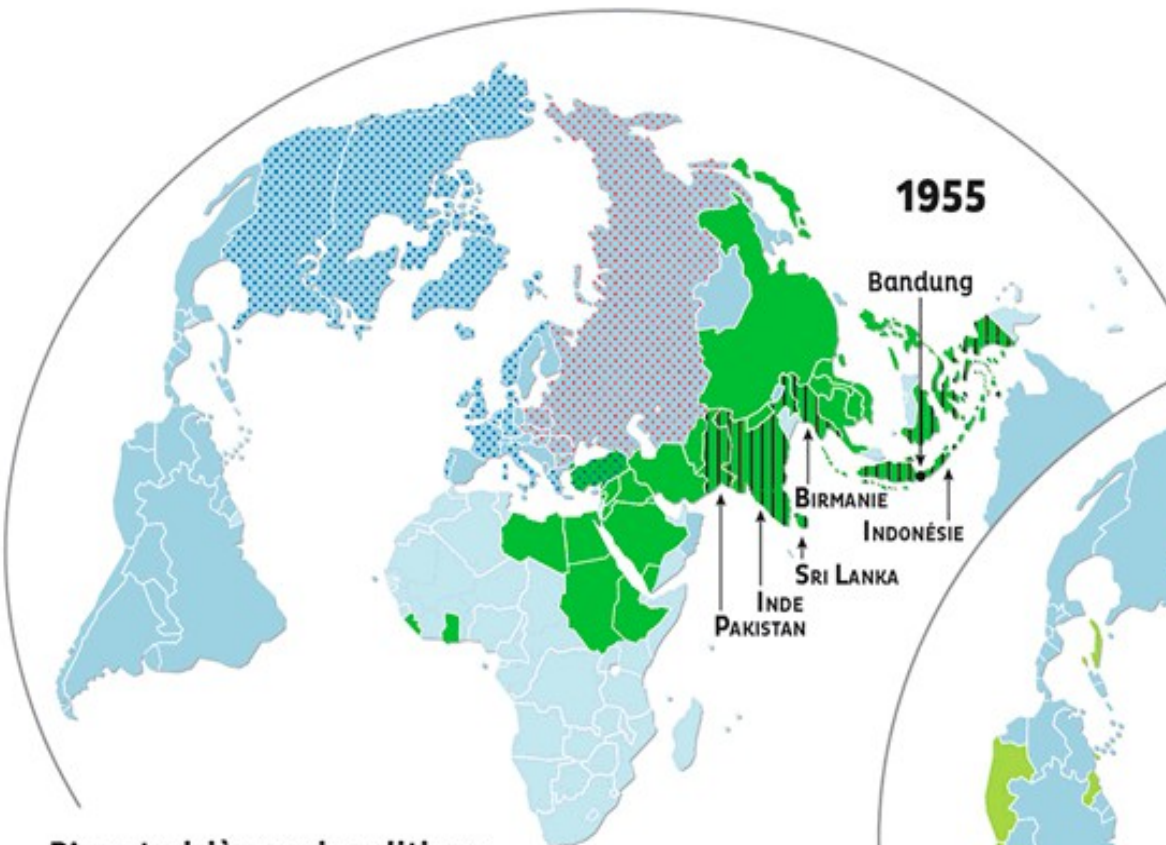 1955
Bandung
BIRMANIE
INDONÉSIE
SRI LANKA
INDE
PAKISTAN